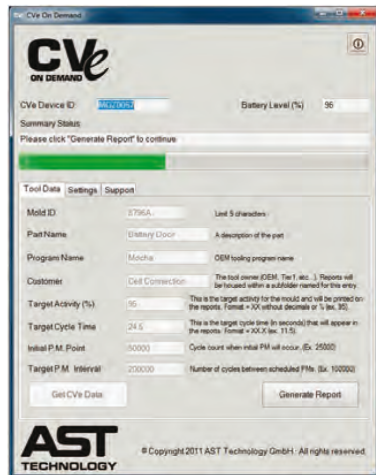 CVe On Demand
CVe
ON DEMAND
CVe Device ID:
Battery Level (%) 96
Summary Status:
Please click "Generate Report" to continue
Tool Data Settings Support
Mold ID 8796A Limit 9 characters
Part Name Battery Door A description of the part
Program Name Mocha OEM tooling program name
Customer Cell Connection The tool owner (OEM, Tier1, etc...). Reports will
be housed within a subfolder named for this entry.
Target Activity (%) 95 This is the target activity for the mould and will be printed on
the reports. Format = XX without decimals or % (ex. 95).
Target Cycle Time 24.5 This is the target cycle time (in seconds) that will appear in
the reports. Format = XX.X (ex. 11.5).
Initial P.M. Point 50000 Cycle count when initial PM will occur. (Ex. 25000)
Target P.M. Interval 200000 Number of cycles between scheduled PMs. (Ex. 100000)
Get CVe Data Generate Report
AST
TECHNOLOGY
© Copyright 2011 AST Technology GmbH. All rights reserved.